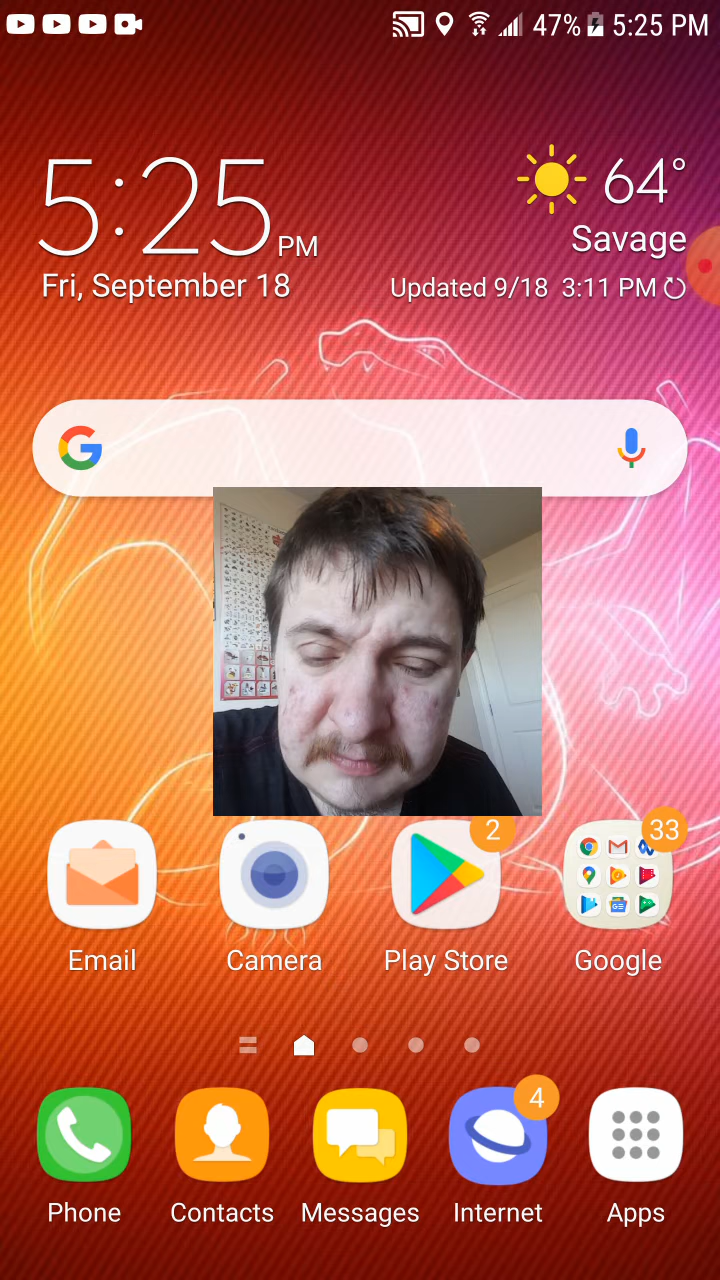 47% 5:25 PM
5:25 PM
64°
Savage
Fri, September 18
Updated 9/18 3:11 PM
2
33
Email
Camera
Play Store
Google
4
Phone
Contacts
Messages
Internet
Apps